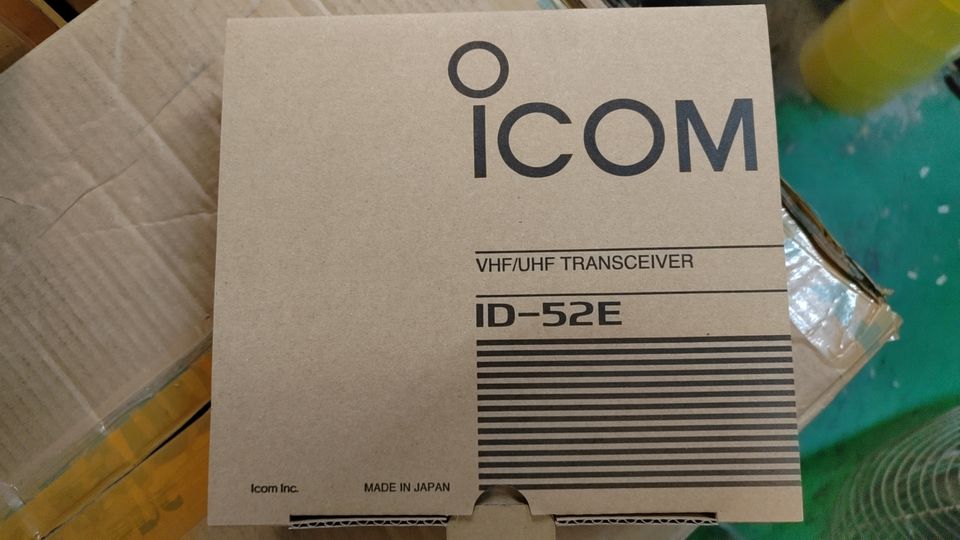 ICOM
VHF/UHF TRANSCEIVER
ID-52E
Icom Inc.
MADE IN JAPAN